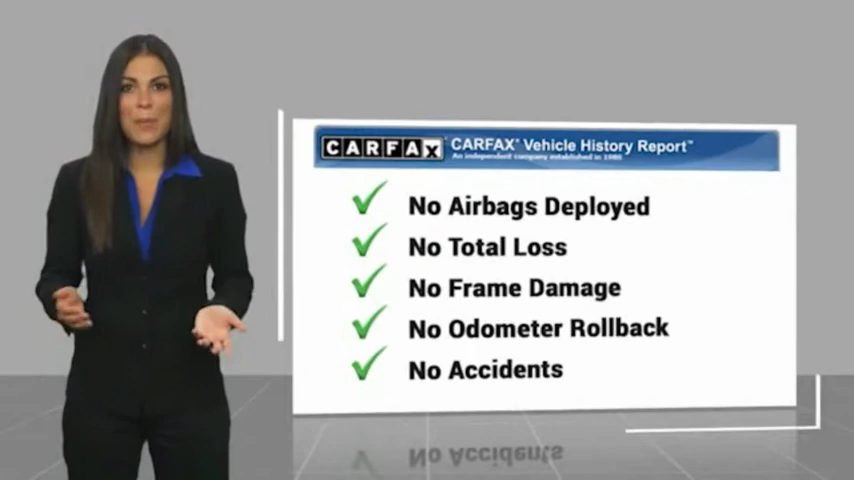 CARFAX CARFAX® Vehicle History Report™
An independent company established in 1986
No Airbags Deployed
No Total Loss
No Frame Damage
No Odometer Rollback
No Accidents
No Accidents